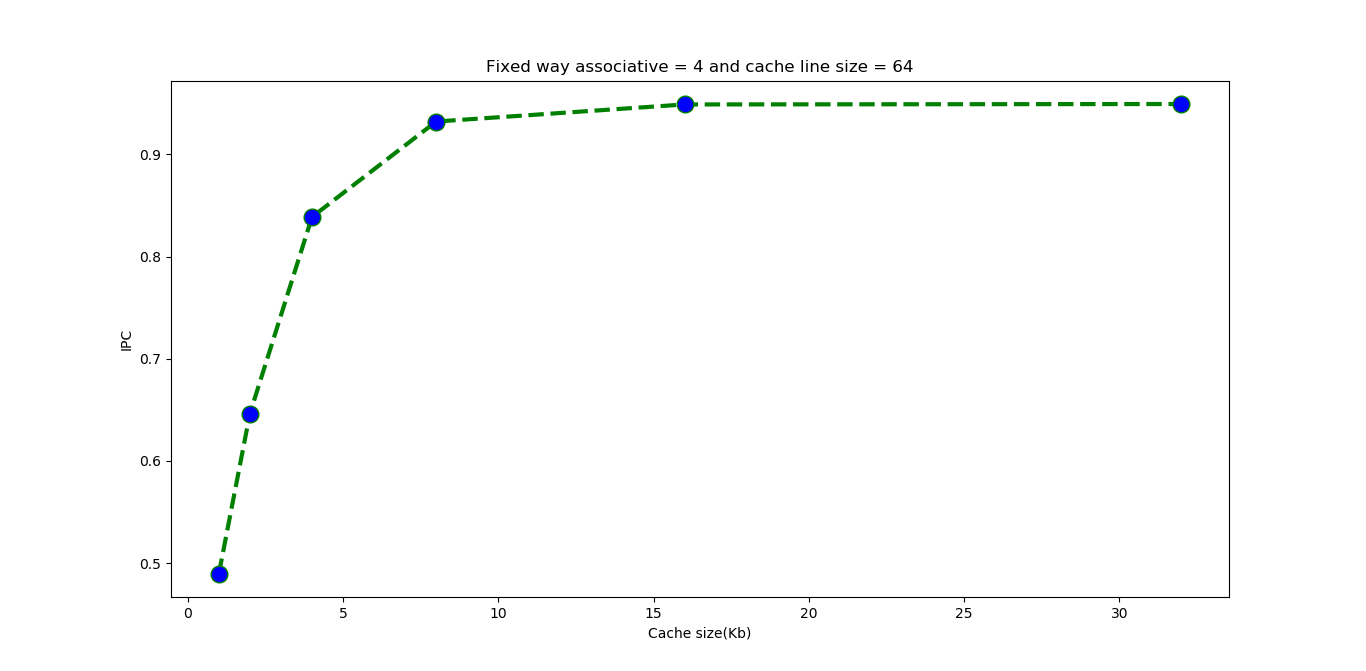 Fixed way associative = 4 and cache line size = 64
IPC
0.9
0.8
0.7
0.6
0.5
0 5 10 15 20 25 30
Cache size(Kb)